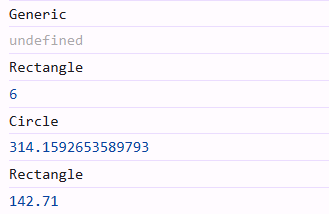 Generic
undefined
Rectangle
6
Circle
314.1592653589793
Rectangle
142.71